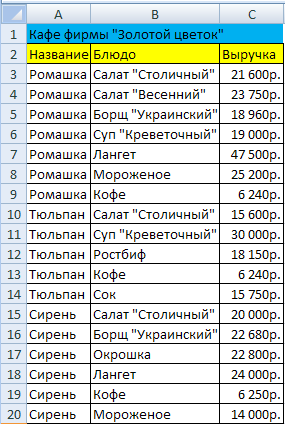 A B C
1 Кафе фирмы "Золотой цветок"
2 Название Блюдо Выручка
3 Ромашка Салат "Столичный" 21 600р.
4 Ромашка Салат "Весенний" 23 750р.
5 Ромашка Борщ "Украинский" 18 960р.
6 Ромашка Суп "Креветочный" 19 000р.
7 Ромашка Лангет 47 500р.
8 Ромашка Мороженое 25 200р.
9 Ромашка Кофе 6 240р.
10 Тюльпан Салат "Столичный" 15 600р.
11 Тюльпан Суп "Креветочный" 30 000р.
12 Тюльпан Ростбиф 18 150р.
13 Тюльпан Кофе 6 240р.
14 Тюльпан Сок 15 750р.
15 Сирень Салат "Столичный" 20 000р.
16 Сирень Борщ "Украинский" 22 680р.
17 Сирень Окрошка 22 800р.
18 Сирень Лангет 24 000р.
19 Сирень Кофе 6 250р.
20 Сирень Мороженое 14 000р.